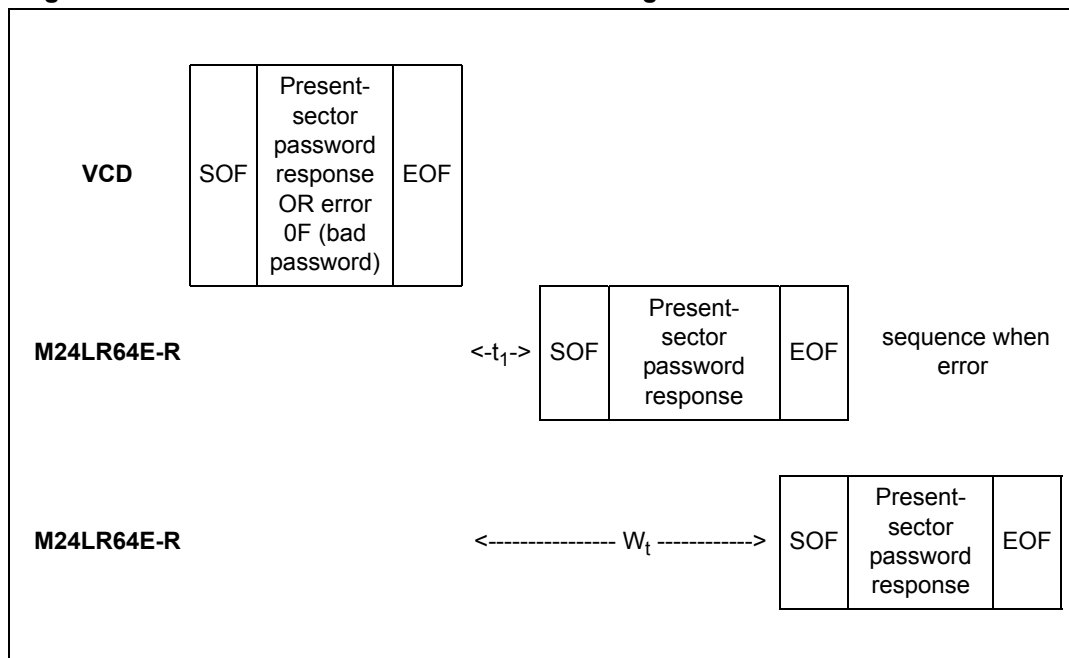 Present-
sector
password
response
OR error
0F (bad
password)
VCD
SOF
EOF
M24LR64E-R
<-t1->
SOF
Present-
sector
password
response
EOF
sequence when
error
M24LR64E-R
<---------------- Wt ------------>
SOF
Present-
sector
password
response
EOF